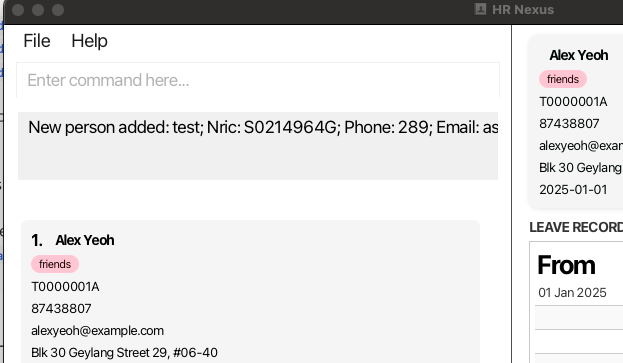 HR Nexus
File Help
Enter command here...
New person added: test; Nric: S0214964G; Phone: 289; Email: as
1. Alex Yeoh
friends
T0000001A
87438807
alexyeoh@example.com
Blk 30 Geylang Street 29, #06-40
Alex Yeoh
friends
T0000001A
87438807
alexyeoh@exam
Blk 30 Geylang
2025-01-01
LEAVE RECORD
From
01 Jan 2025